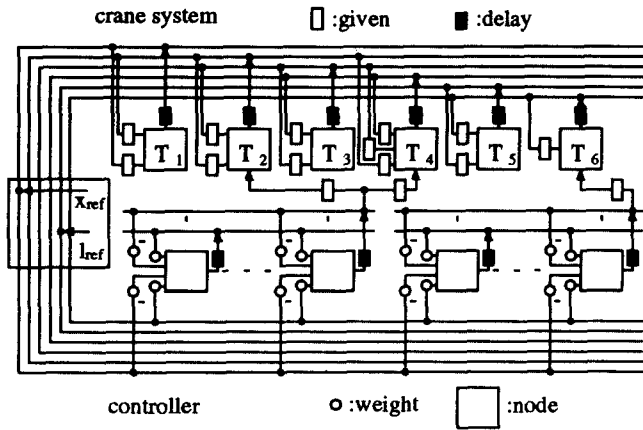 crane system
:given
:delay
T1
T2
T3
T4
T5
T6
xref
lref
controller
:weight
:node